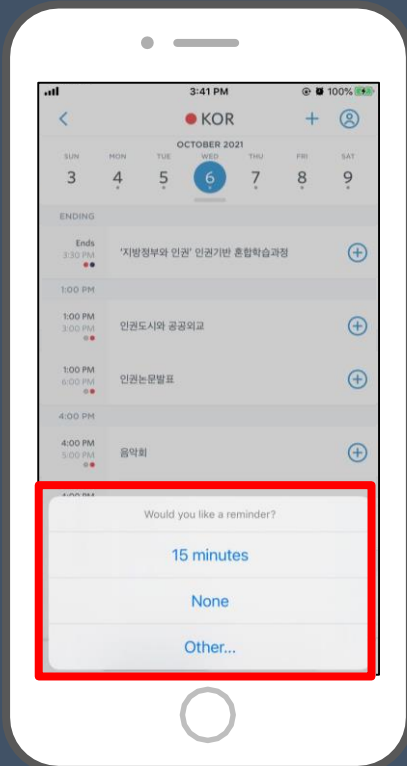 3:41 PM
100%
KOR
OCTOBER 2021
SUN MON TUE WED THU FRI SAT
3 4 5 6 7 8 9
ENDING
Ends
3:30 PM
'지방정부와 인권' 인권기반 혼합학습과정
1:00 PM
1:00 PM
3:00 PM
인권도시와 공공외교
1:00 PM
6:00 PM
인권논문발표
4:00 PM
4:00 PM
5:00 PM
음악회
Would you like a reminder?
15 minutes
None
Other...